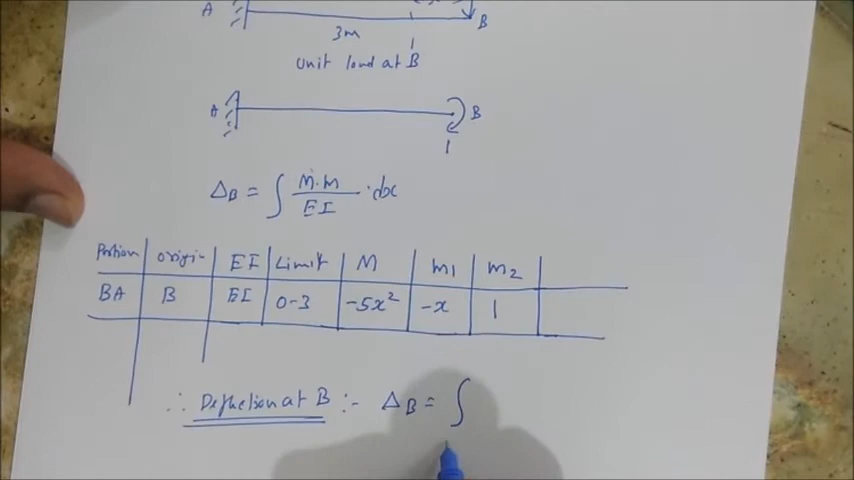 A B
3m
1
Unit load at B
A B
1
ΔB = ∫ M·m / EI · dx
Portion origin EI Limit M m1 m2
BA B EI 0-3 -5x² -x 1
∴ Deflection at B :- ΔB = ∫